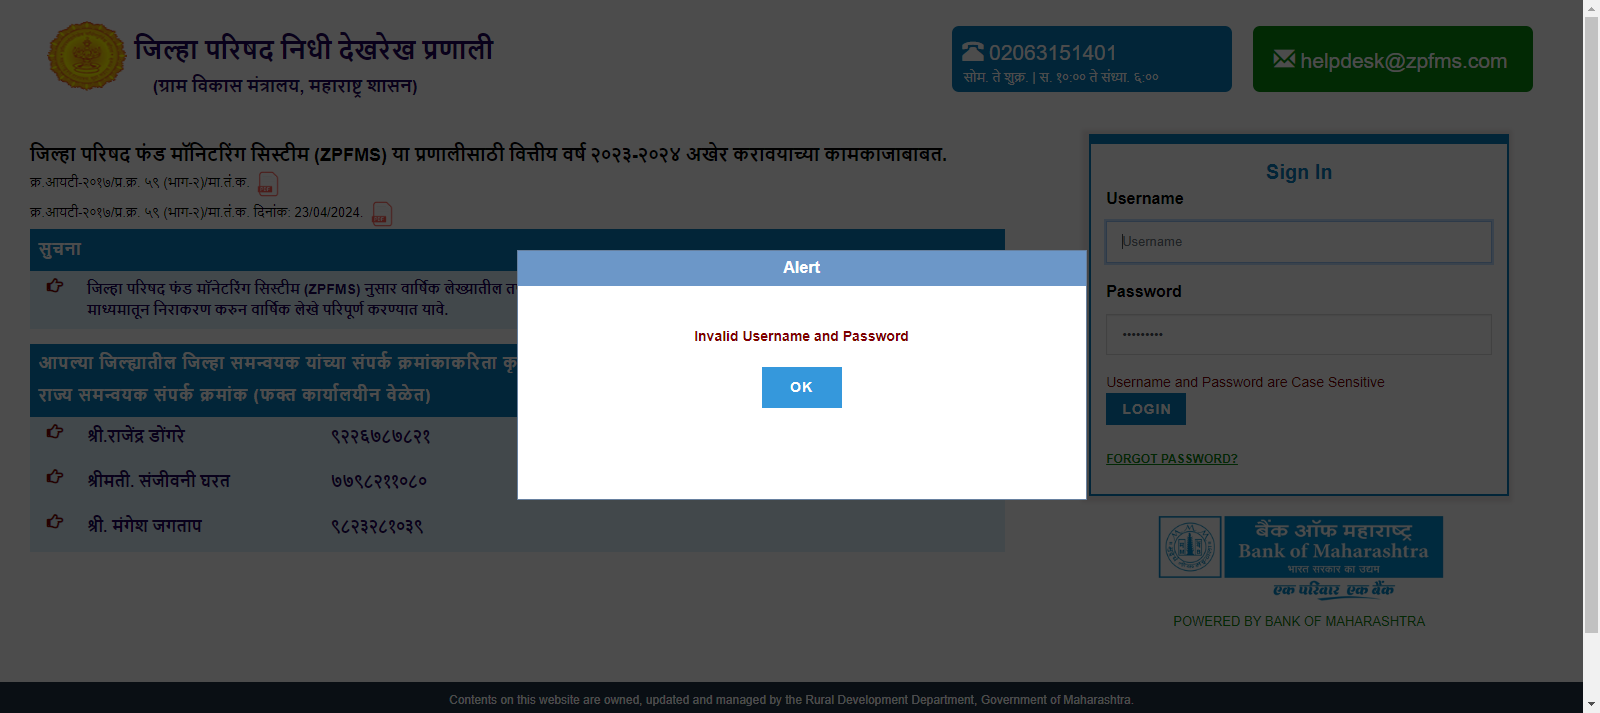 जिल्हा परिषद निधी देखरेख प्रणाली
(ग्राम विकास मंत्रालय, महाराष्ट्र शासन)
02063151401
सोम. ते शुक्र. | स. १०:०० ते संध्या. ६:००
helpdesk@zpfms.com
जिल्हा परिषद फंड मॉनिटरिंग सिस्टीम (ZPFMS) या प्रणालीसाठी वित्तीय वर्ष २०२३-२०२४ अखेर करावयाच्या कामकाजाबाबत.
क्र.आयटी-२०१७/प्र.क्र. ५९ (भाग-२)/मा.तं.क.
क्र.आयटी-२०१७/प्र.क्र. ५९ (भाग-२)/मा.तं.क. दिनांक: 23/04/2024.
सुचना
जिल्हा परिषद फंड मॉनेटरिंग सिस्टीम (ZPFMS) नुसार वार्षिक लेख्यातील
माध्यमातून निराकरण करुन वार्षिक लेखे परिपूर्ण करण्यात यावे.
आपल्या जिल्ह्यातील जिल्हा समन्वयक यांच्या संपर्क क्रमांकाकरिता
राज्य समन्वयक संपर्क क्रमांक (फक्त कार्यालयीन वेळेत)
श्री.राजेंद्र डोंगरे ९२२६७८७८२१
श्रीमती. संजीवनी घरत ७७९८२११०८०
श्री. मंगेश जगताप ९८२३२८१०३९
Alert
Invalid Username and Password
OK
Sign In
Username
Username
Password
•••••••••
Username and Password are Case Sensitive
LOGIN
FORGOT PASSWORD?
बैंक ऑफ महाराष्ट्र
Bank of Maharashtra
भारत सरकार का उद्यम
एक परिवार एक बैंक
POWERED BY BANK OF MAHARASHTRA
Contents on this website are owned, updated and managed by the Rural Development Department, Government of Maharashtra.